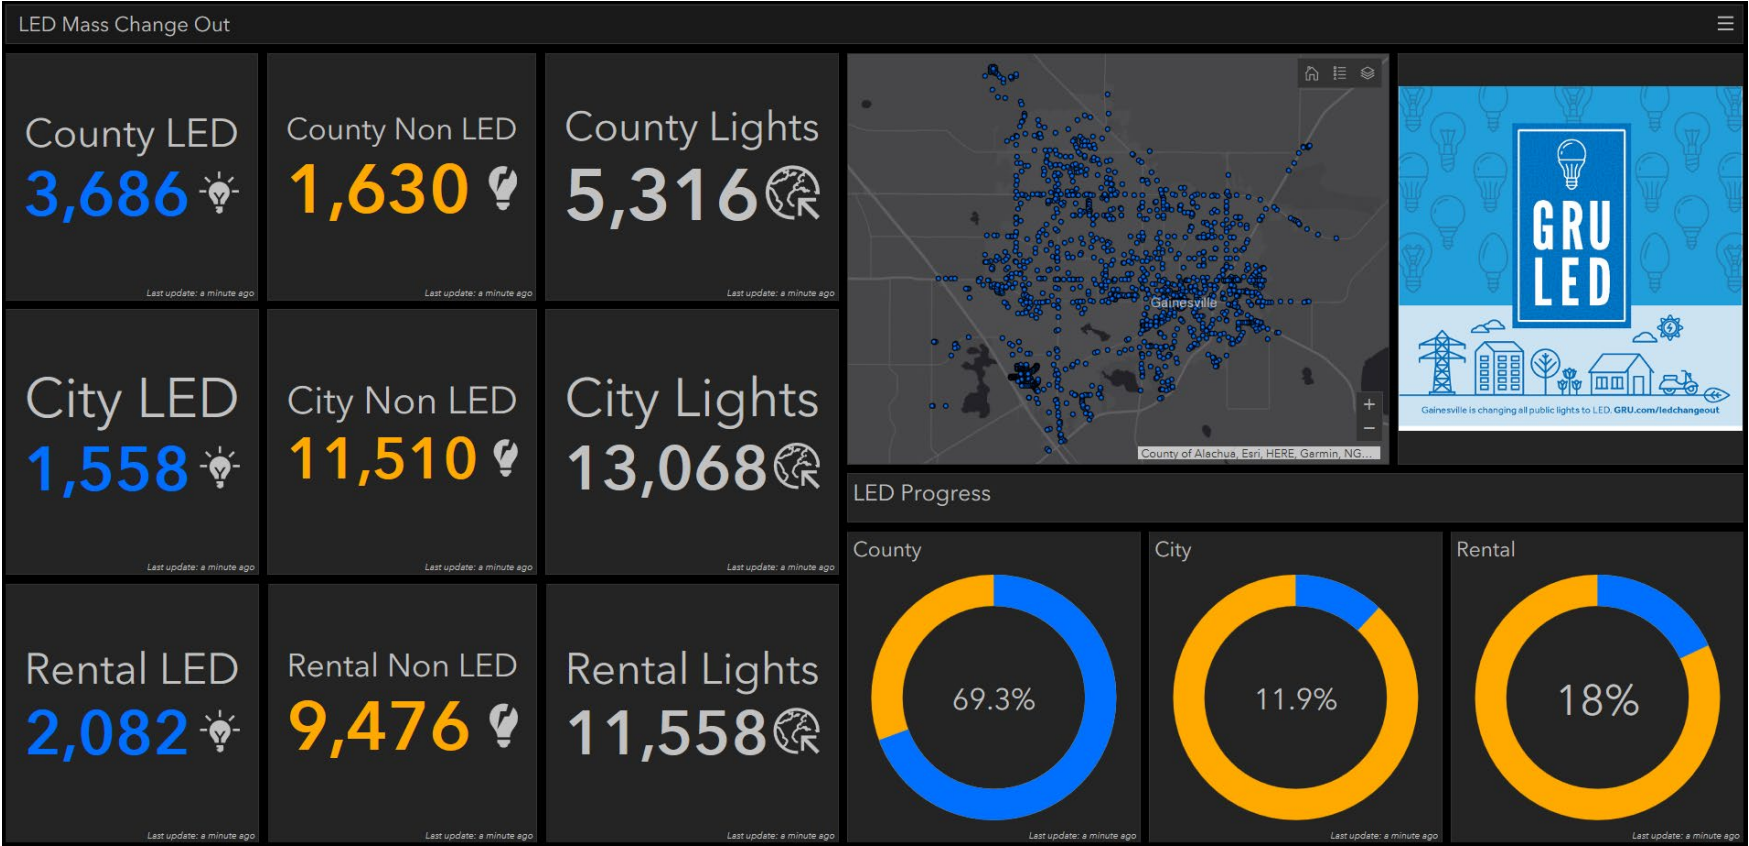 LED Mass Change Out
County LED
3,686
Last update: a minute ago
County Non LED
1,630
Last update: a minute ago
County Lights
5,316
Last update: a minute ago
City LED
1,558
Last update: a minute ago
City Non LED
11,510
Last update: a minute ago
City Lights
13,068
Last update: a minute ago
Rental LED
2,082
Last update: a minute ago
Rental Non LED
9,476
Last update: a minute ago
Rental Lights
11,558
Last update: a minute ago
Gainesville
+
−
County of Alachua, Esri, HERE, Garmin, NG...
GRU
LED
Gainesville is changing all public lights to LED. GRU.com/ledchangeout
LED Progress
County
69.3%
Last update: a minute ago
City
11.9%
Last update: a minute ago
Rental
18%
Last update: a minute ago